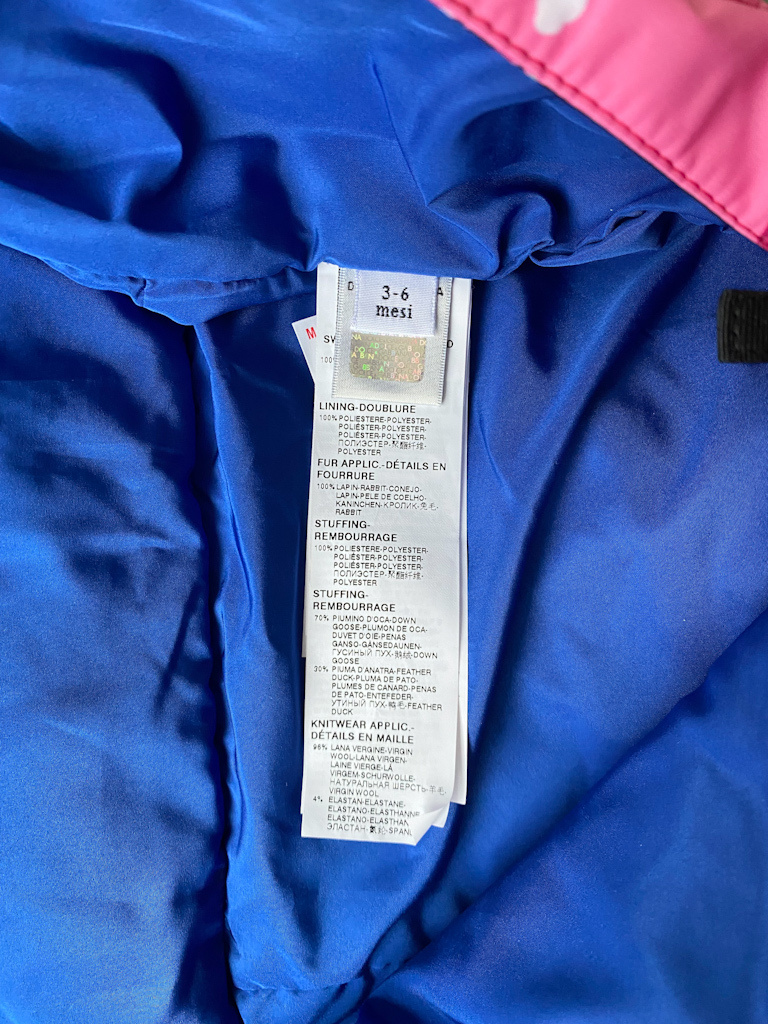 3-6
mesi
M
SW
100%
LINING-DOUBLURE
100% POLIESTERE-POLYESTER-
POLIÉSTER-POLYESTER-
POLIÉSTER-POLYESTER-
ПОЛИЭСТЕР-聚酯纤维-
POLYESTER
FUR APPLIC.-DÉTAILS EN
FOURRURE
100% LAPIN-RABBIT-CONEJO-
LAPIN-PELE DE COELHO-
KANINCHEN-КРОЛИК-兔毛-
RABBIT
STUFFING-
REMBOURRAGE
100% POLIESTERE-POLYESTER-
POLIÉSTER-POLYESTER-
POLIÉSTER-POLYESTER-
ПОЛИЭСТЕР-聚酯纤维-
POLYESTER
STUFFING-
REMBOURRAGE
70% PIUMINO D'OCA-DOWN
GOOSE-PLUMON DE OCA-
DUVET D'OIE-PENAS
GANSO-GÄNSEDAUNEN-
ГУСИНЫЙ ПУХ-鹅绒-DOWN
GOOSE
30% PIUMA D'ANATRA-FEATHER
DUCK-PLUMA DE PATO-
PLUMES DE CANARD-PENAS
DE PATO-ENTEFEDER-
УТИНЫЙ ПУХ-鸭毛-FEATHER
DUCK
KNITWEAR APPLIC.-
DÉTAILS EN MAILLE
96% LANA VERGINE-VIRGIN
WOOL-LANA VIRGEN-
LAINE VIERGE-LÃ
VIRGEM-SCHURWOLLE-
НАТУРАЛЬНАЯ ШЕРСТЬ-羊毛-
VIRGIN WOOL
4% ELASTAN-ELASTANE-
ELASTANO-ELASTHANNE
ELASTANO-ELASTHAN
ЭЛАСТАН-氨纶-SPAN